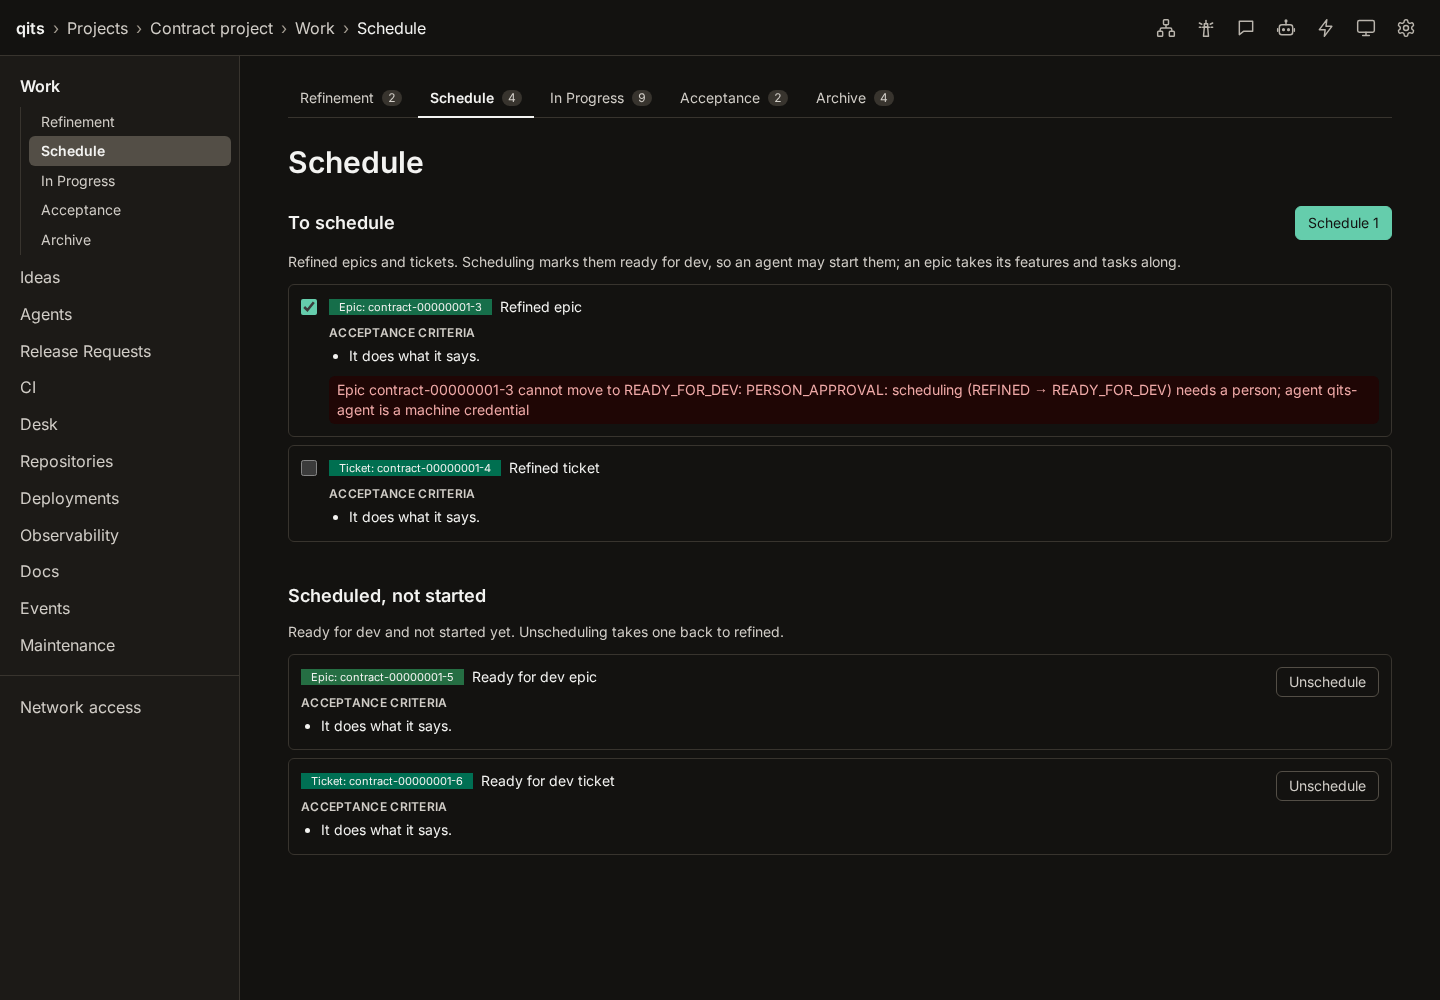 qits › Projects › Contract project › Work › Schedule
Work
Refinement
Schedule
In Progress
Acceptance
Archive
Ideas
Agents
Release Requests
CI
Desk
Repositories
Deployments
Observability
Docs
Events
Maintenance
Network access
Refinement 2 Schedule 4 In Progress 9 Acceptance 2 Archive 4
Schedule
To schedule
Schedule 1
Refined epics and tickets. Scheduling marks them ready for dev, so an agent may start them; an epic takes its features and tasks along.
Epic: contract-00000001-3 Refined epic
ACCEPTANCE CRITERIA
• It does what it says.
Epic contract-00000001-3 cannot move to READY_FOR_DEV: PERSON_APPROVAL: scheduling (REFINED → READY_FOR_DEV) needs a person; agent qits-
agent is a machine credential
Ticket: contract-00000001-4 Refined ticket
ACCEPTANCE CRITERIA
• It does what it says.
Scheduled, not started
Ready for dev and not started yet. Unscheduling takes one back to refined.
Epic: contract-00000001-5 Ready for dev epic
Unschedule
ACCEPTANCE CRITERIA
• It does what it says.
Ticket: contract-00000001-6 Ready for dev ticket
Unschedule
ACCEPTANCE CRITERIA
• It does what it says.